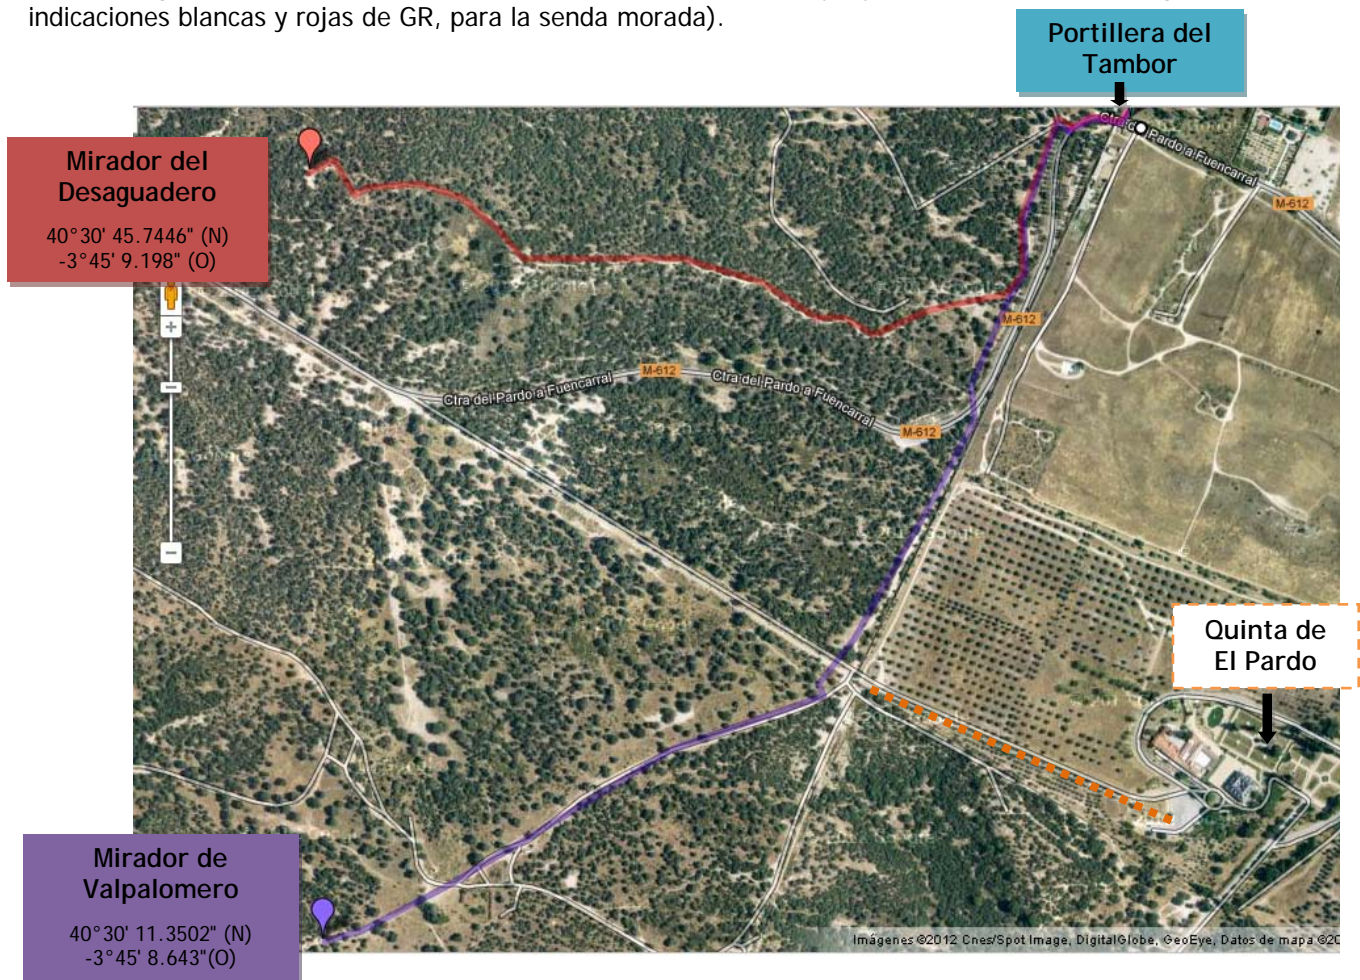 indicaciones blancas y rojas de GR, para la senda morada).
Portillera del
Tambor
Ctra del Pardo a Fuencarral
M-612
Mirador del
Desaguadero
40°30' 45.7446" (N)
-3°45' 9.198" (O)
M-612
M-612
Ctra del Pardo a Fuencarral
Ctra del Pardo a Fuencarral
M-612
Quinta de
El Pardo
Mirador de
Valpalomero
40°30' 11.3502" (N)
-3°45' 8.643"(O)
Imágenes ©2012 Cnes/Spot Image, DigitalGlobe, GeoEye, Datos de mapa ©20